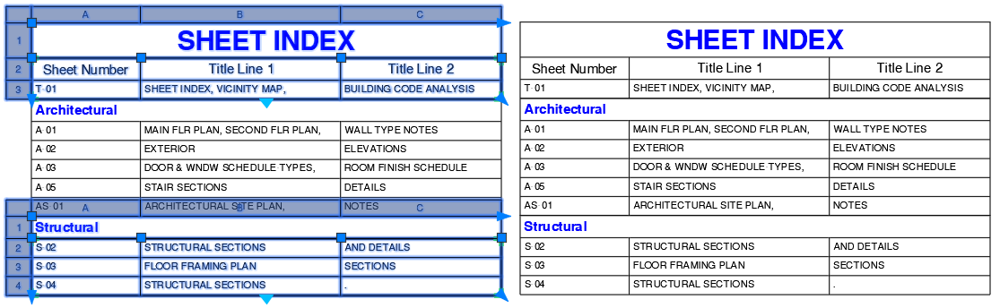 A B C
1 SHEET INDEX
2 Sheet Number Title Line 1 Title Line 2
3 T 01 SHEET INDEX, VICINITY MAP, BUILDING CODE ANALYSIS
Architectural
A 01 MAIN FLR PLAN, SECOND FLR PLAN, WALL TYPE NOTES
A 02 EXTERIOR ELEVATIONS
A 03 DOOR & WNDW SCHEDULE TYPES, ROOM FINISH SCHEDULE
A 05 STAIR SECTIONS DETAILS
AS 01 ARCHITECTURAL SITE PLAN, NOTES
A B C
1 Structural
2 S 02 STRUCTURAL SECTIONS AND DETAILS
3 S 03 FLOOR FRAMING PLAN SECTIONS
4 S 04 STRUCTURAL SECTIONS .
SHEET INDEX
Sheet Number Title Line 1 Title Line 2
T 01 SHEET INDEX, VICINITY MAP, BUILDING CODE ANALYSIS
Architectural
A 01 MAIN FLR PLAN, SECOND FLR PLAN, WALL TYPE NOTES
A 02 EXTERIOR ELEVATIONS
A 03 DOOR & WNDW SCHEDULE TYPES, ROOM FINISH SCHEDULE
A 05 STAIR SECTIONS DETAILS
AS 01 ARCHITECTURAL SITE PLAN, NOTES
Structural
S 02 STRUCTURAL SECTIONS AND DETAILS
S 03 FLOOR FRAMING PLAN SECTIONS
S 04 STRUCTURAL SECTIONS .